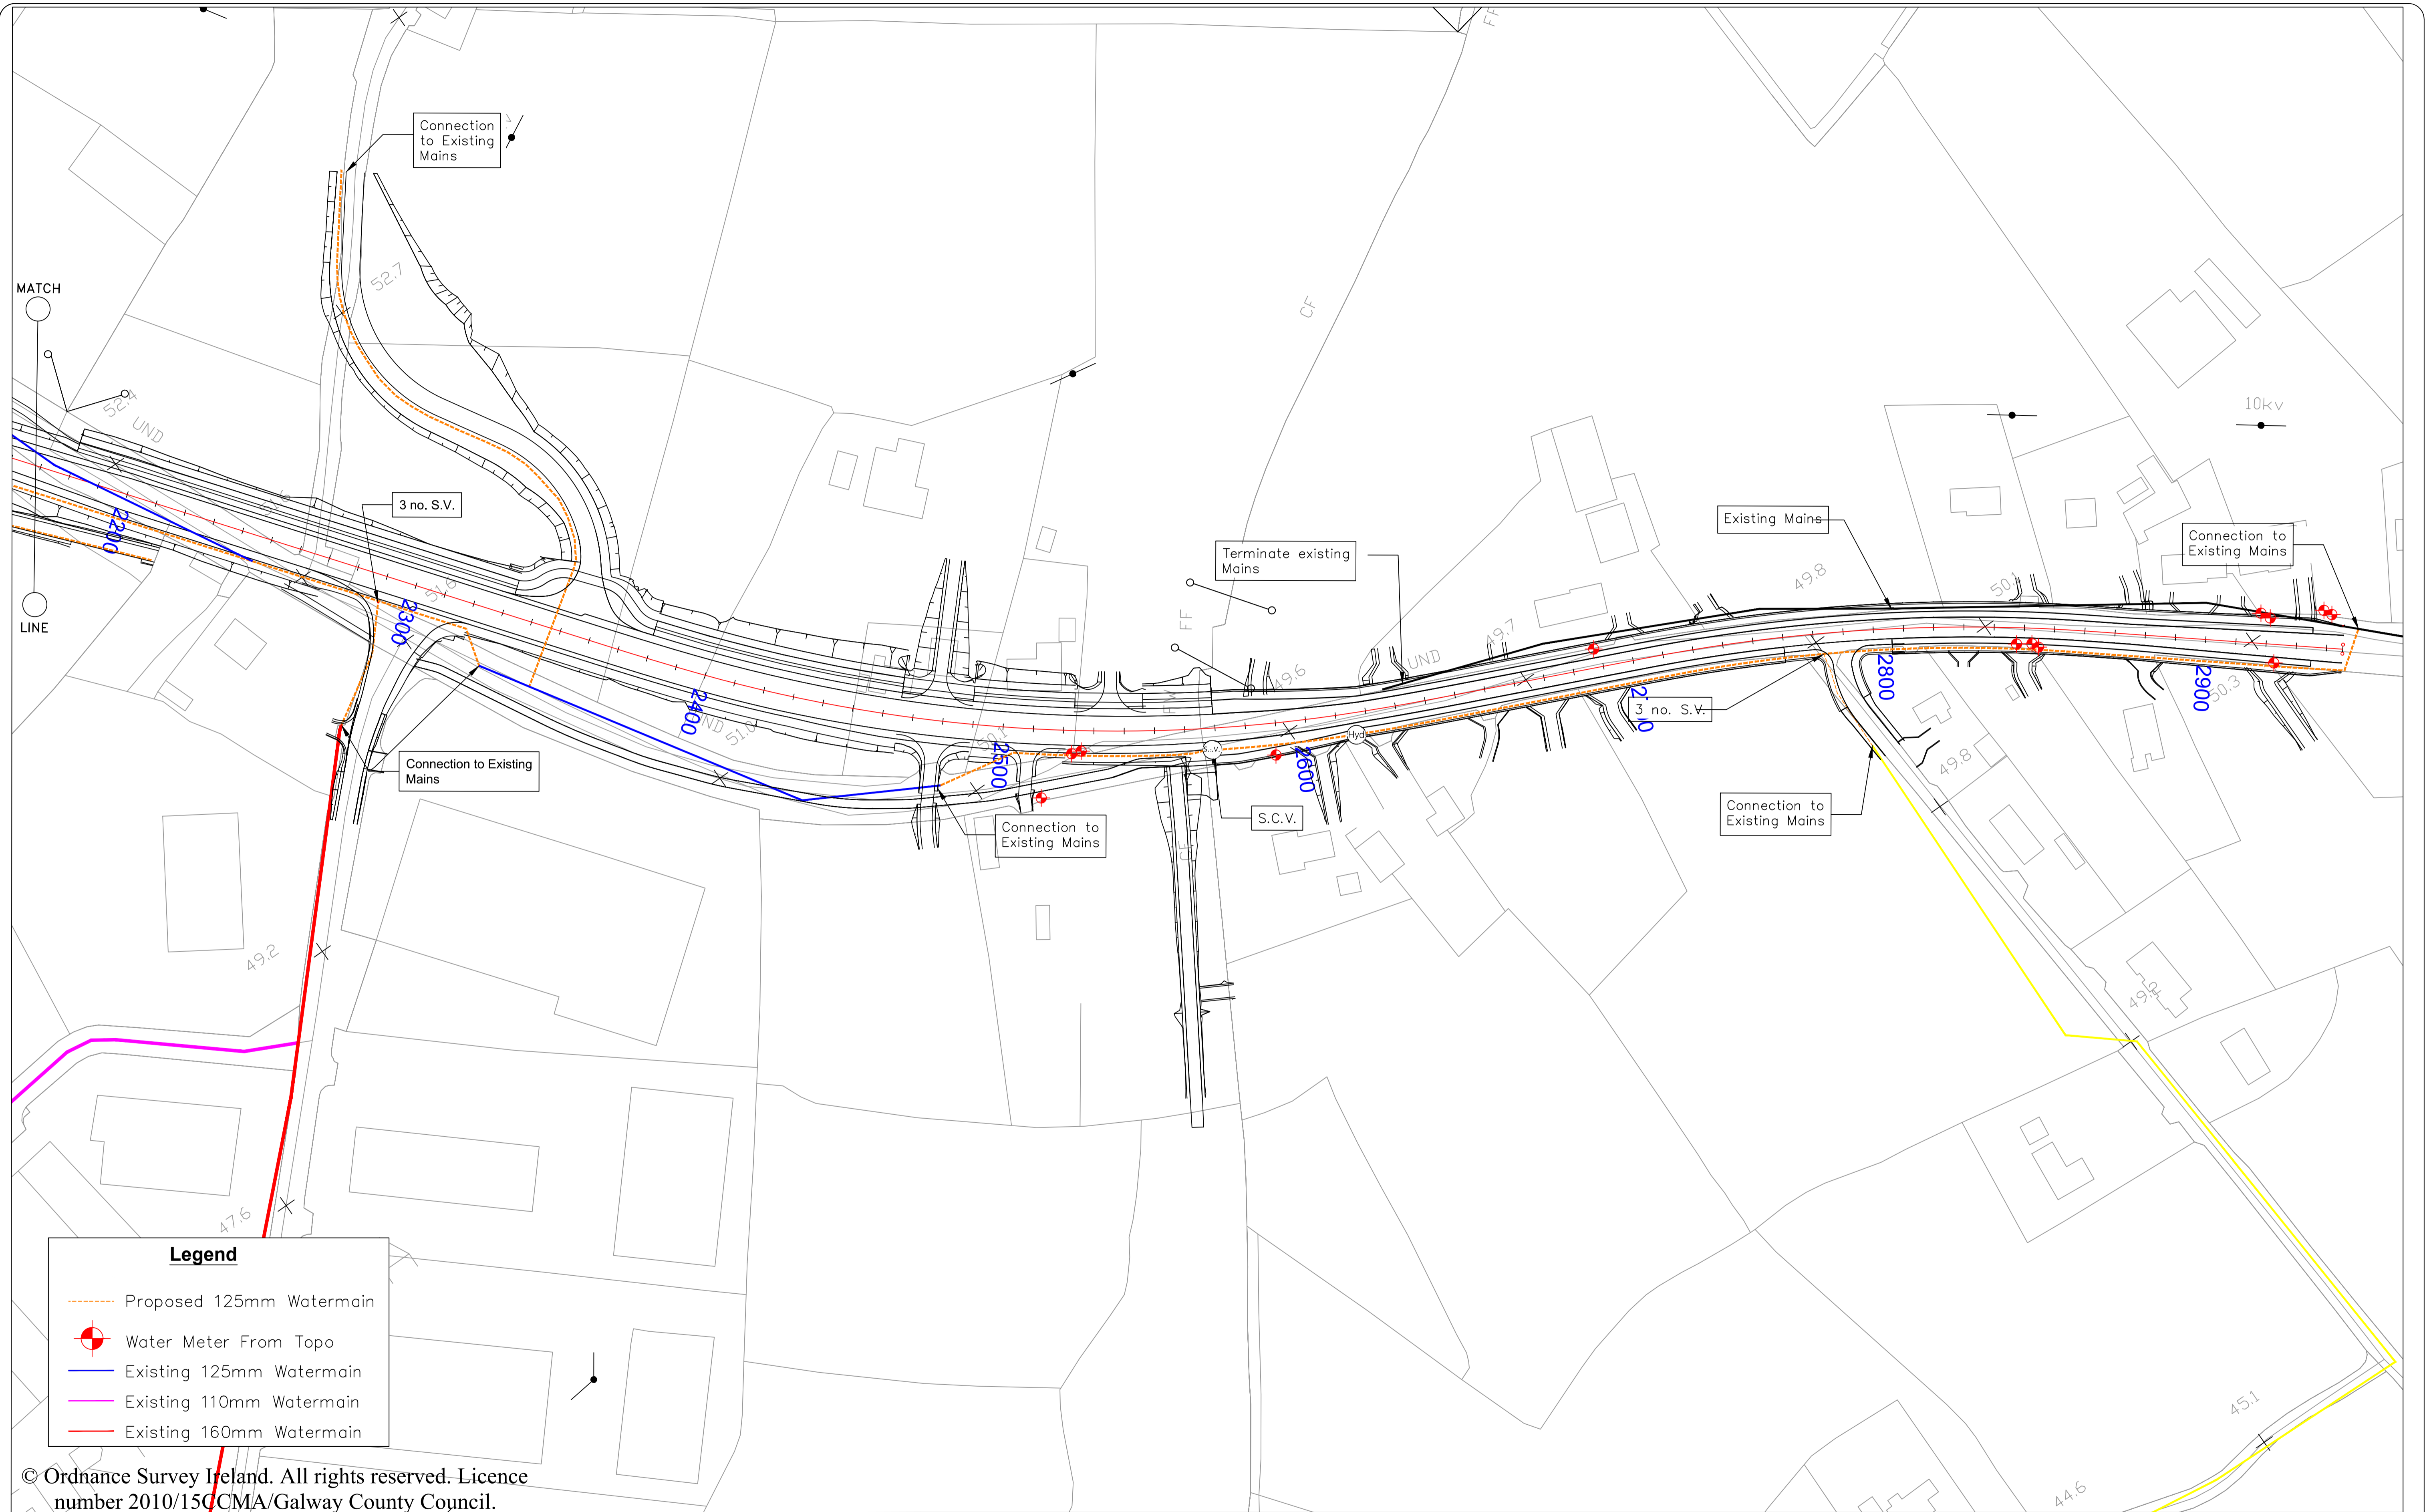 FF
Connection
to Existing
Mains
52.7
MATCH
CF
52.4
UND
10kv
3 no. S.V.
Existing Mains
Connection to
Existing Mains
2200
Terminate existing
Mains
49.8
50.1
51.6
2300
FF
49.7
UND
LINE
49.6
2800
2900
50.3
2400
51.0
3 no. S.V.
50.1
2500
Hyd
2600
Connection to Existing
Mains
49.8
Connection to
Existing Mains
S.C.V.
Connection to
Existing Mains
CF
49.2
49.2
47.6
Legend
Proposed 125mm Watermain
Water Meter From Topo
Existing 125mm Watermain
Existing 110mm Watermain
Existing 160mm Watermain
45.1
44.6
© Ordnance Survey Ireland. All rights reserved. Licence
number 2010/15CCMA/Galway County Council.